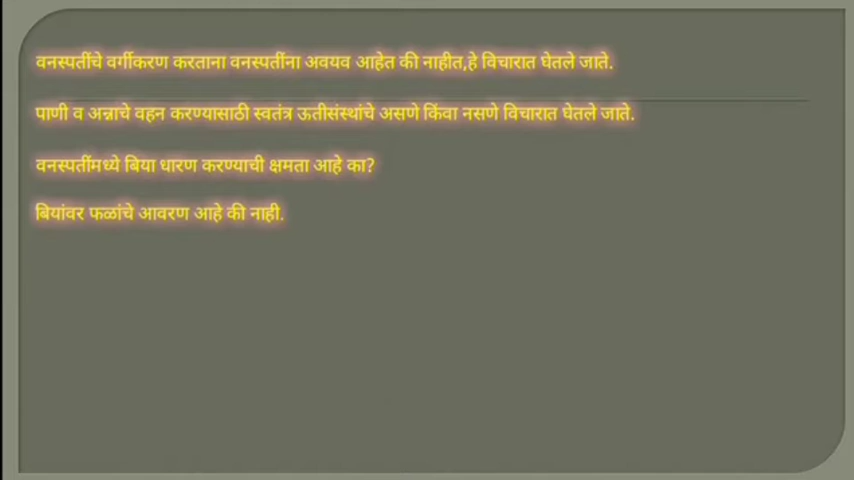 वनस्पतींचे वर्गीकरण करताना वनस्पतींना अवयव आहेत की नाहीत,हे विचारात घेतले जाते.
पाणी व अन्नाचे वहन करण्यासाठी स्वतंत्र ऊतीसंस्थांचे असणे किंवा नसणे विचारात घेतले जाते.
वनस्पतींमध्ये बिया धारण करण्याची क्षमता आहे का?
बियांवर फळांचे आवरण आहे की नाही.